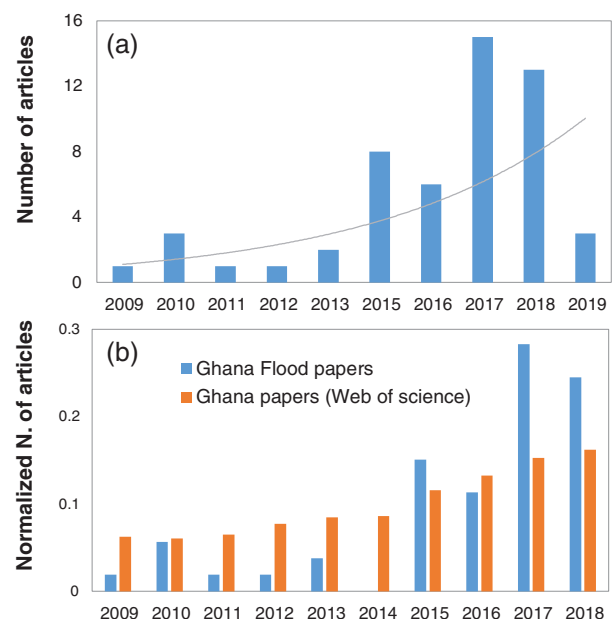 (a)
Number of articles
16
12
8
4
0
2009 2010 2011 2012 2013 2015 2016 2017 2018 2019
(b)
Normalized N. of articles
0.3
0.2
0.1
0
Ghana Flood papers
Ghana papers (Web of science)
2009 2010 2011 2012 2013 2014 2015 2016 2017 2018